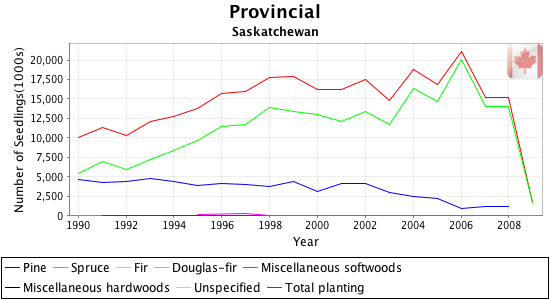 Provincial
Saskatchewan
Number of Seedlings(1000s)
20,000
17,500
15,000
12,500
10,000
7,500
5,000
2,500
0
1990 1992 1994 1996 1998 2000 2002 2004 2006 2008
Year
Pine Spruce Fir Douglas-fir Miscellaneous softwoods
Miscellaneous hardwoods Unspecified Total planting